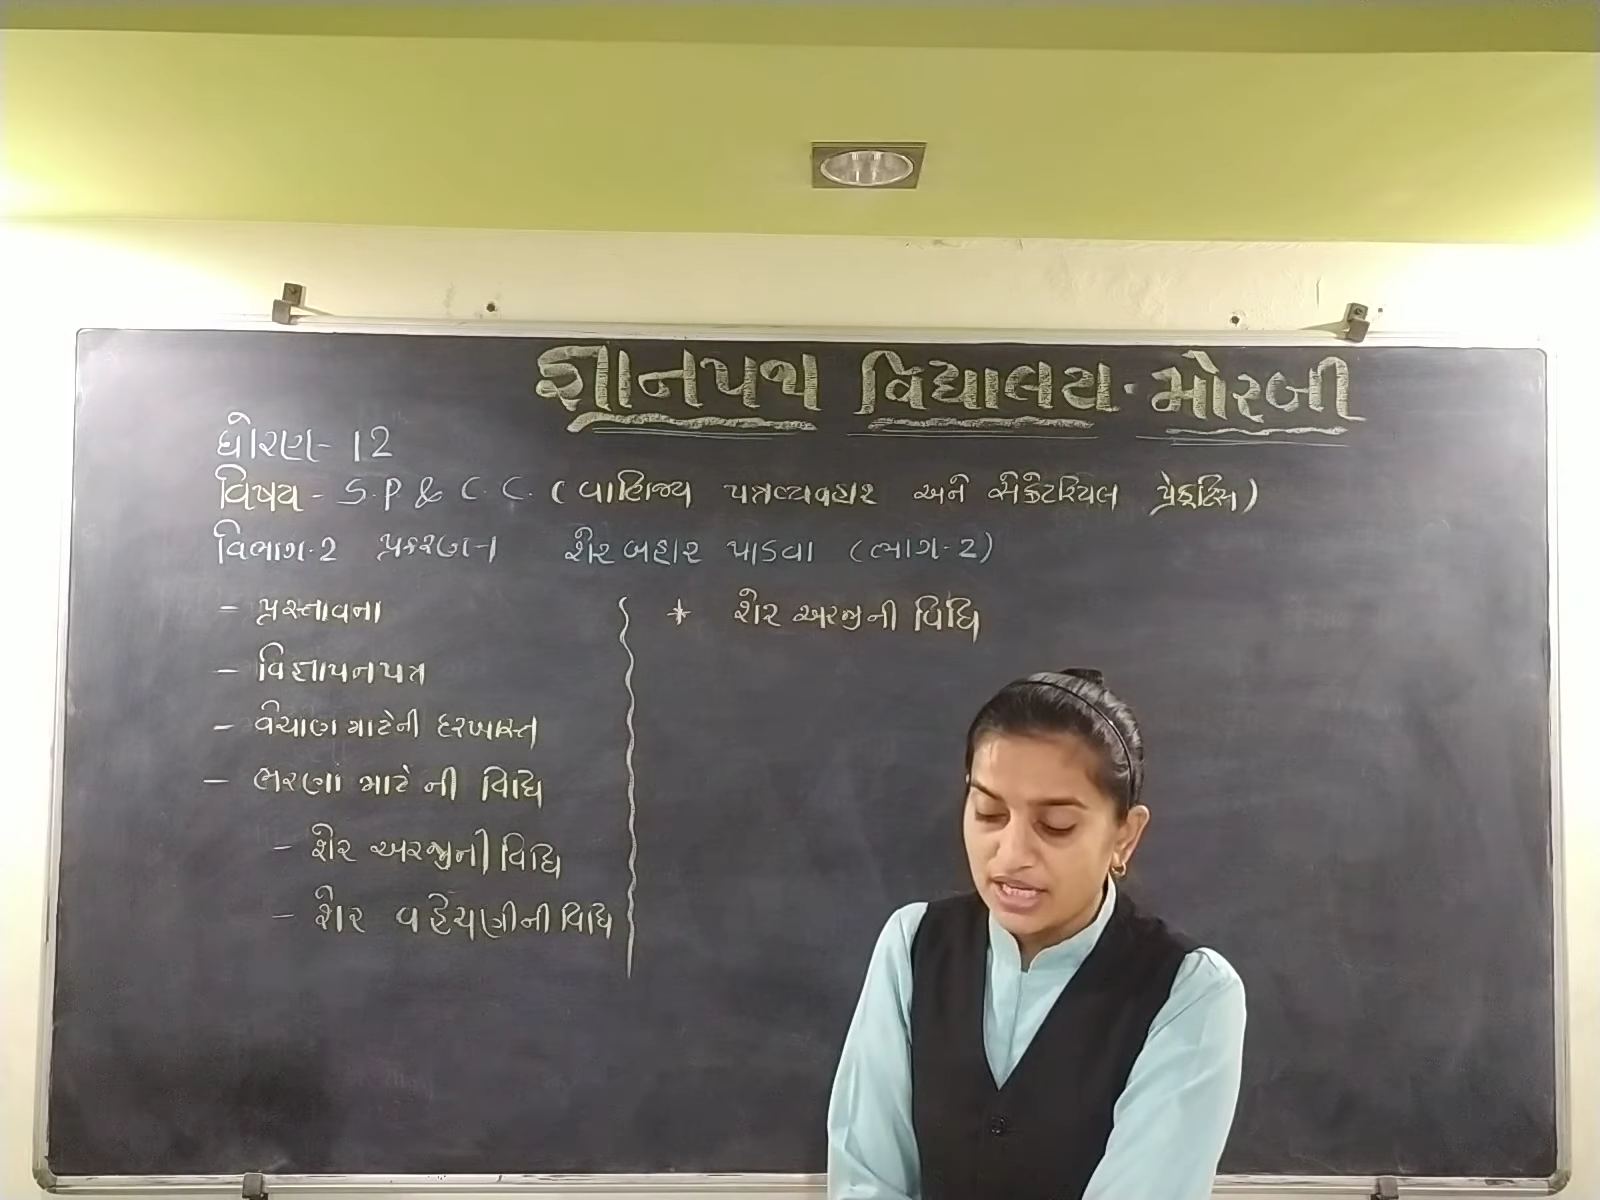 જ્ઞાનપથ વિદ્યાલય - મોરબી
ધોરણ - 12
વિષય - S.P & C.C. (વાણિજ્ય પત્રવ્યવહાર અને સેક્રેટરિયલ પ્રેક્ટિસ)
વિભાગ-2 પ્રકરણ-1 શેર બહાર પાડવા (ભાગ-2)
- પ્રસ્તાવના
- વિજ્ઞાપનપત્ર
- વેચાણ માટેની દરખાસ્ત
- ભરણાં માટે ની વિધિ
- શેર અરજીની વિધિ
- શેર વહેંચણીની વિધિ
* શેર અરજીની વિધિ